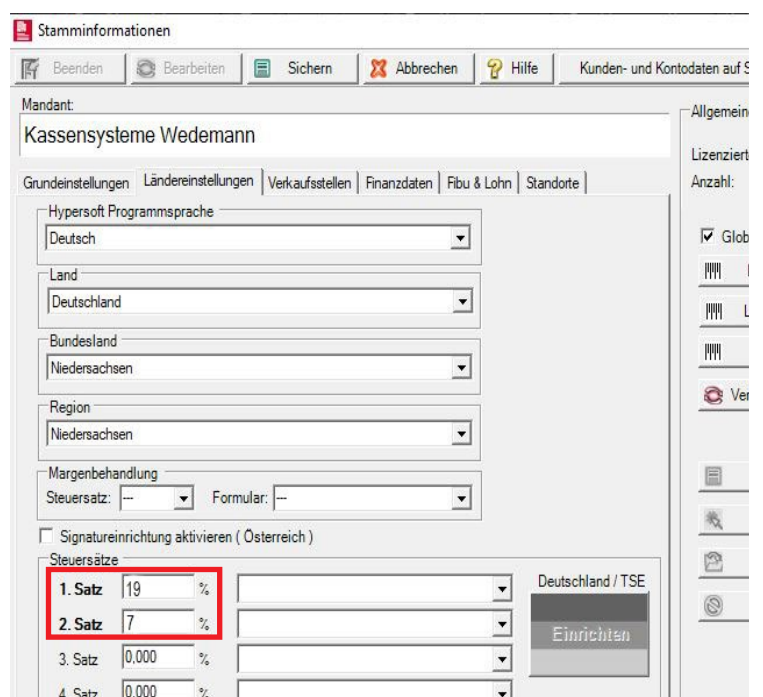 Stamminformationen
Beenden Bearbeiten Sichern Abbrechen Hilfe Kunden- und Kontodaten auf S
Mandant:
Kassensysteme Wedemann
Grundeinstellungen Ländereinstellungen Verkaufsstellen Finanzdaten Fibu & Lohn Standorte
Hypersoft Programmsprache
Deutsch
Land
Deutschland
Bundesland
Niedersachsen
Region
Niedersachsen
Margenbehandlung
Steuersatz: --- Formular: ---
Signatureinrichtung aktivieren ( Österreich )
Steuersätze
1. Satz 19 %
2. Satz 7 %
3. Satz 0,000 %
4. Satz 0,000 %
Deutschland / TSE
Einrichten
Allgemein
Lizenziert
Anzahl:
Glob
L
Ver